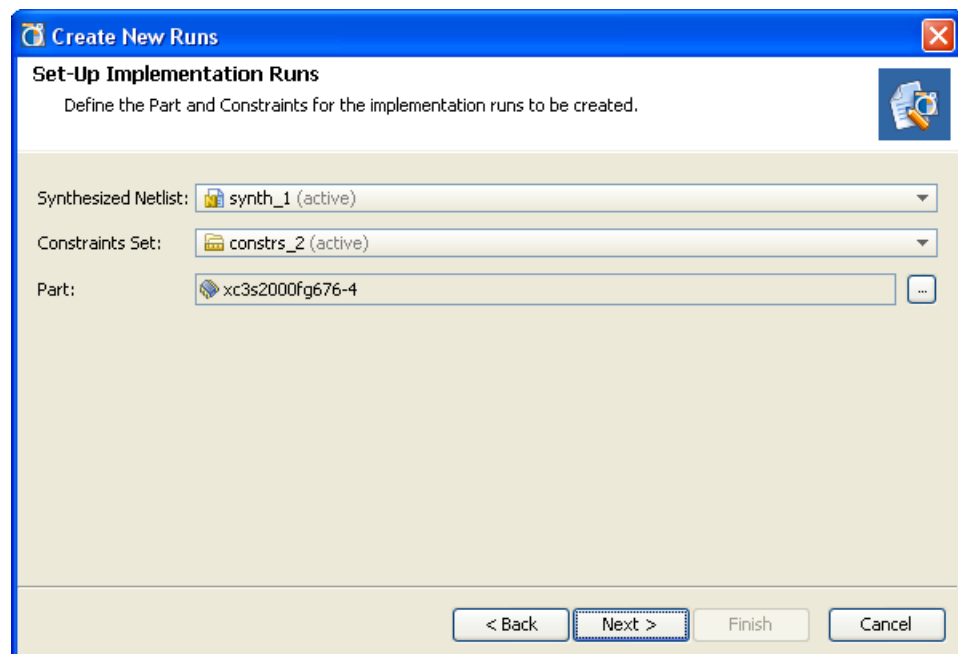 Create New Runs
Set-Up Implementation Runs
Define the Part and Constraints for the implementation runs to be created.
Synthesized Netlist: synth_1 (active)
Constraints Set: constrs_2 (active)
Part: xc3s2000fg676-4 ...
< Back Next > Finish Cancel